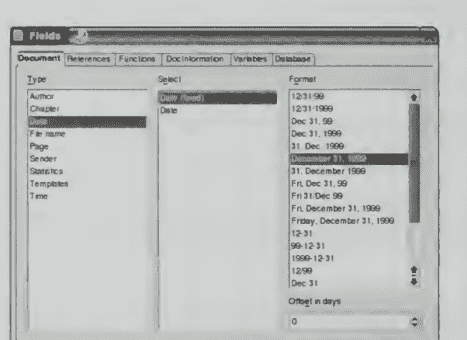 Fields
Document References Functions DocInformation Variables Database
Type
Author
Chapter
Date
File name
Page
Sender
Statistics
Templates
Time
Select
Date (fixed)
Date
Format
12/31/99
12/31/1999
Dec 31, 99
Dec 31, 1999
31. Dec. 1999
December 31, 1999
31. December 1999
Fri, Dec 31, 99
Fri 31/Dec 99
Fri, December 31, 1999
Friday, December 31, 1999
12-31
99-12-31
1999-12-31
12/99
Dec 31
Offset in days
0